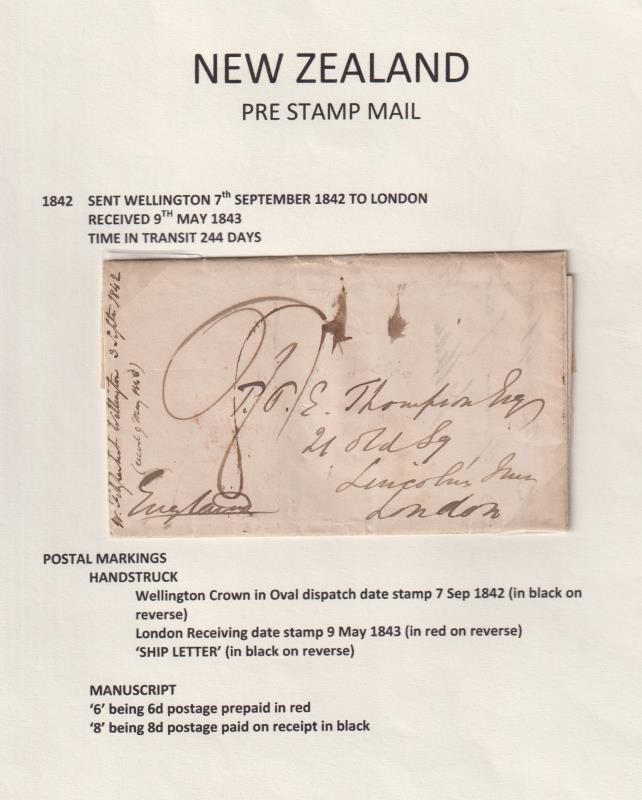 NEW ZEALAND
PRE STAMP MAIL
1842 SENT WELLINGTON 7th SEPTEMBER 1842 TO LONDON
RECEIVED 9TH MAY 1843
TIME IN TRANSIT 244 DAYS
Wellington 3 Septr 1842
(recd 9 May 1843)
8
T. E. Thompson Esq
21 Old Sq
Lincoln's Inn
London
England
POSTAL MARKINGS
HANDSTRUCK
Wellington Crown in Oval dispatch date stamp 7 Sep 1842 (in black on
reverse)
London Receiving date stamp 9 May 1843 (in red on reverse)
‘SHIP LETTER’ (in black on reverse)
MANUSCRIPT
‘6’ being 6d postage prepaid in red
‘8’ being 8d postage paid on receipt in black